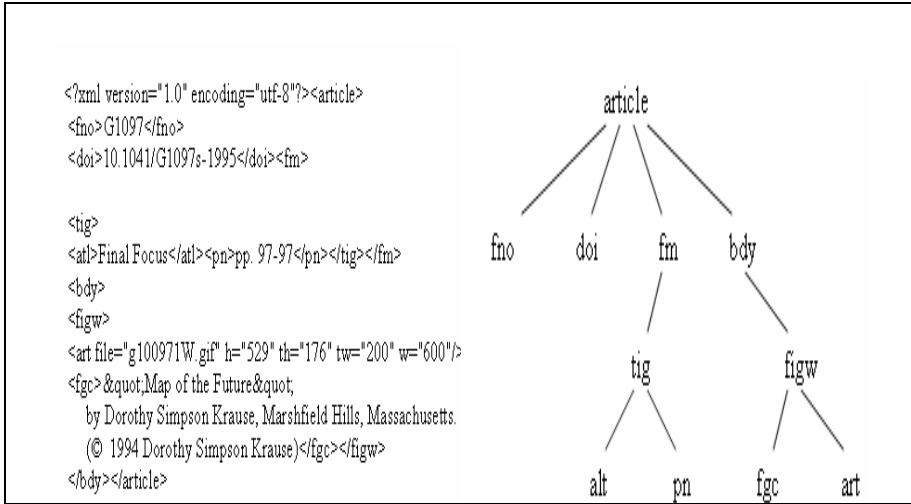 <?xml version="1.0" encoding="utf-8"?><article>
<fno>G1097</fno>
<doi>10.1041/G1097s-1995</doi><fm>
<tig>
<atl>Final Focus</atl><pn>pp. 97-97</pn></tig></fm>
<bdy>
<figw>
<art file="g100971W.gif" h="529" th="176" tw="200" w="600"/>
<fgc>&quot;Map of the Future&quot;
by Dorothy Simpson Krause, Marshfield Hills, Massachusetts.
(© 1994 Dorothy Simpson Krause)</fgc></figw>
</bdy></article>
article
fno doi fm bdy
tig figw
alt pn fgc art